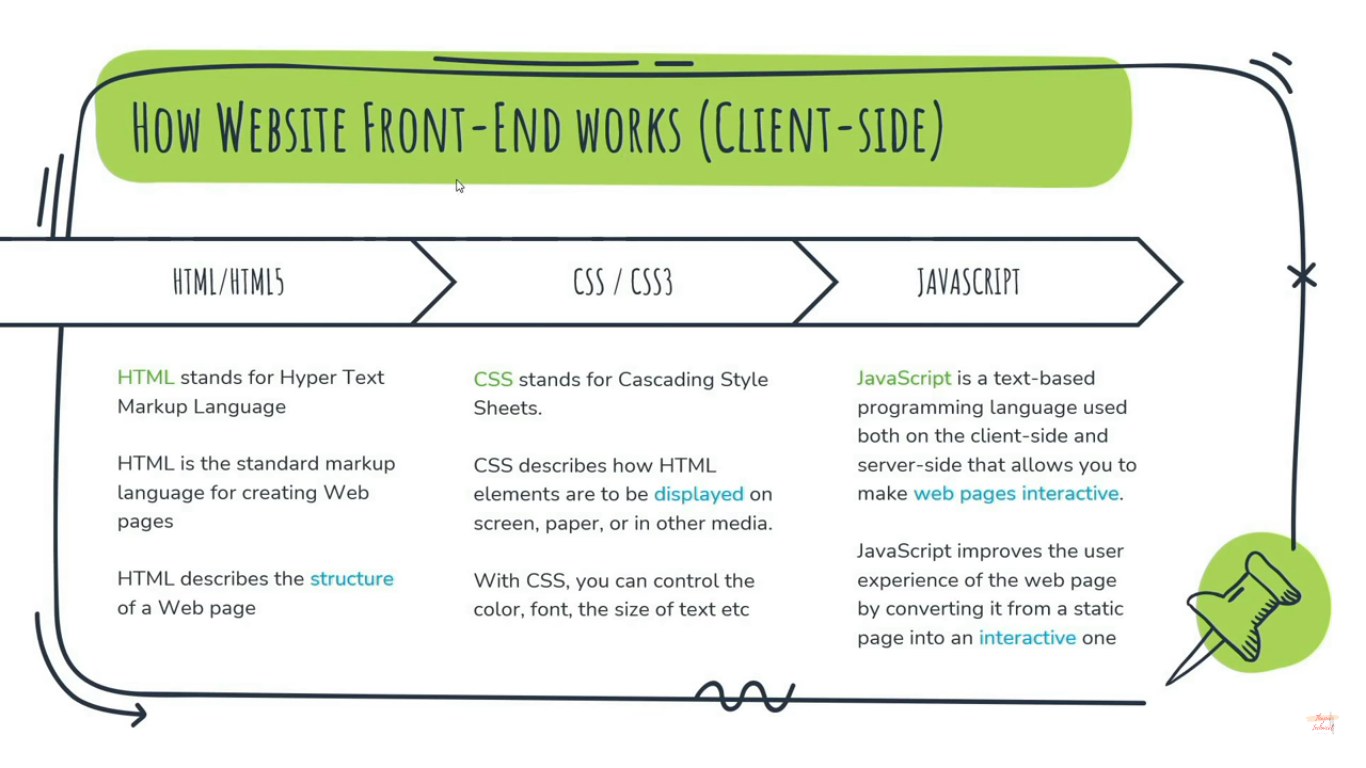 How Website Front-End works (Client-side)
HTML/HTML5
CSS / CSS3
JAVASCRIPT
HTML stands for Hyper Text
Markup Language
HTML is the standard markup
language for creating Web
pages
HTML describes the structure
of a Web page
CSS stands for Cascading Style
Sheets.
CSS describes how HTML
elements are to be displayed on
screen, paper, or in other media.
With CSS, you can control the
color, font, the size of text etc
JavaScript is a text-based
programming language used
both on the client-side and
server-side that allows you to
make web pages interactive.
JavaScript improves the user
experience of the web page
by converting it from a static
page into an interactive one